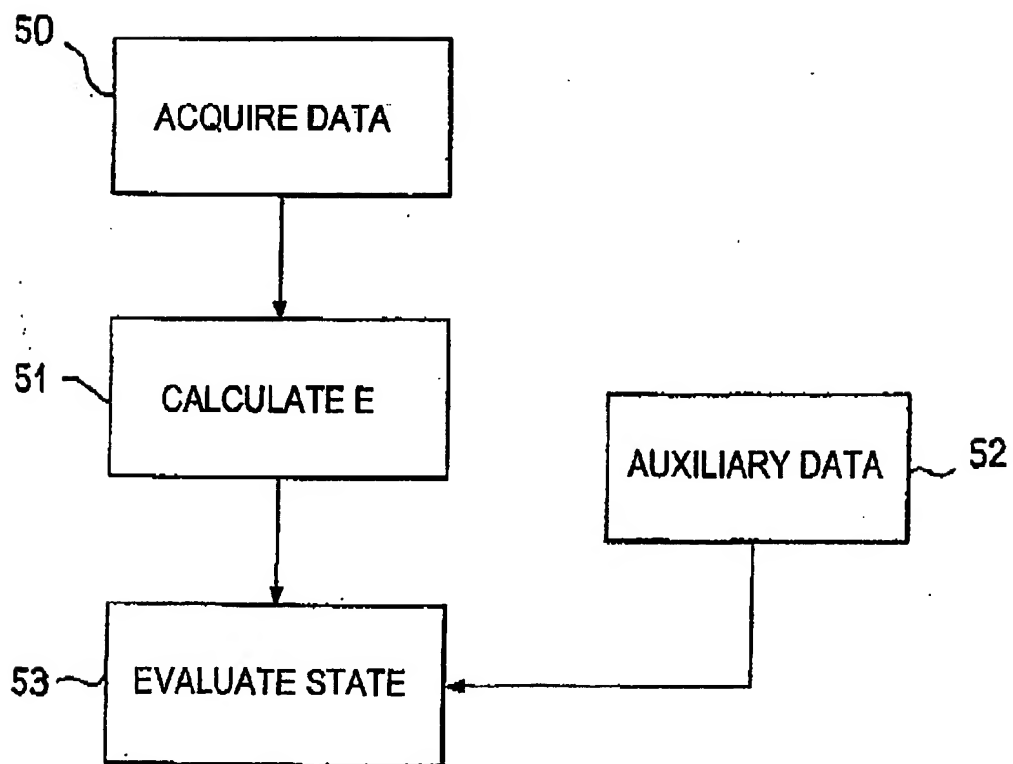 50
ACQUIRE DATA
51
CALCULATE E
AUXILIARY DATA
52
53
EVALUATE STATE